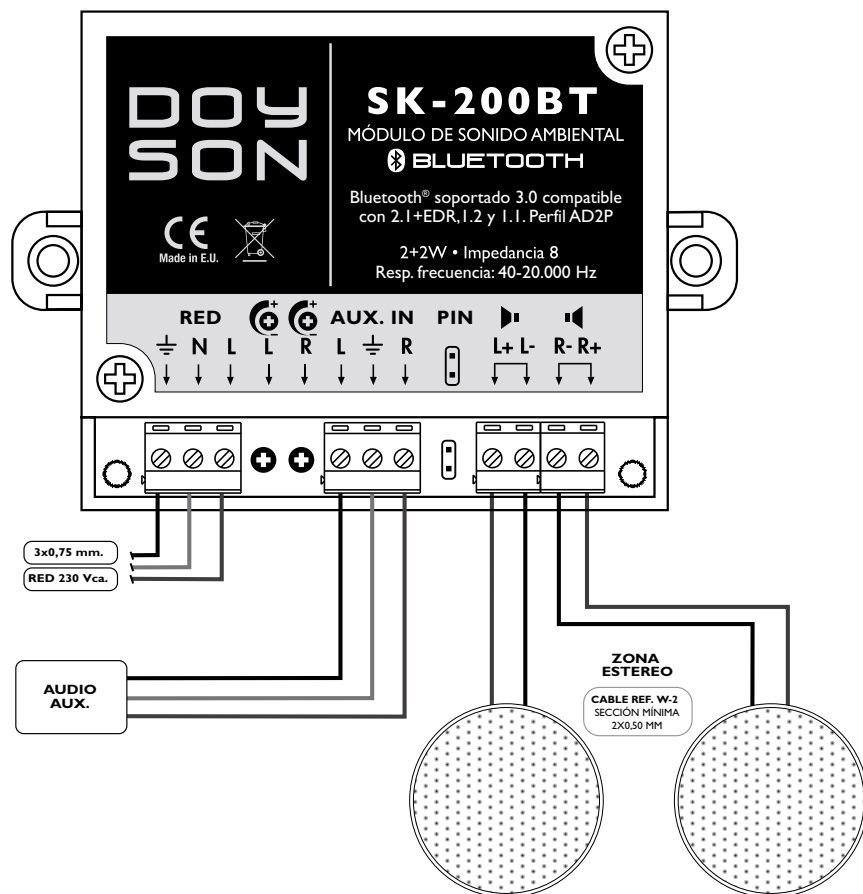 DOY
SON
CE
Made in E.U.
SK-200BT
MÓDULO DE SONIDO AMBIENTAL
BLUETOOTH
Bluetooth® soportado 3.0 compatible
con 2.1+EDR,1.2 y 1.1. Perfil AD2P
2+2W • Impedancia 8
Resp. frecuencia: 40-20.000 Hz
RED + - + - AUX. IN PIN
N L L R L R L+ L- R- R+
3x0,75 mm.
RED 230 Vca.
AUDIO
AUX.
ZONA
ESTEREO
CABLE REF. W-2
SECCIÓN MÍNIMA
2X0,50 MM